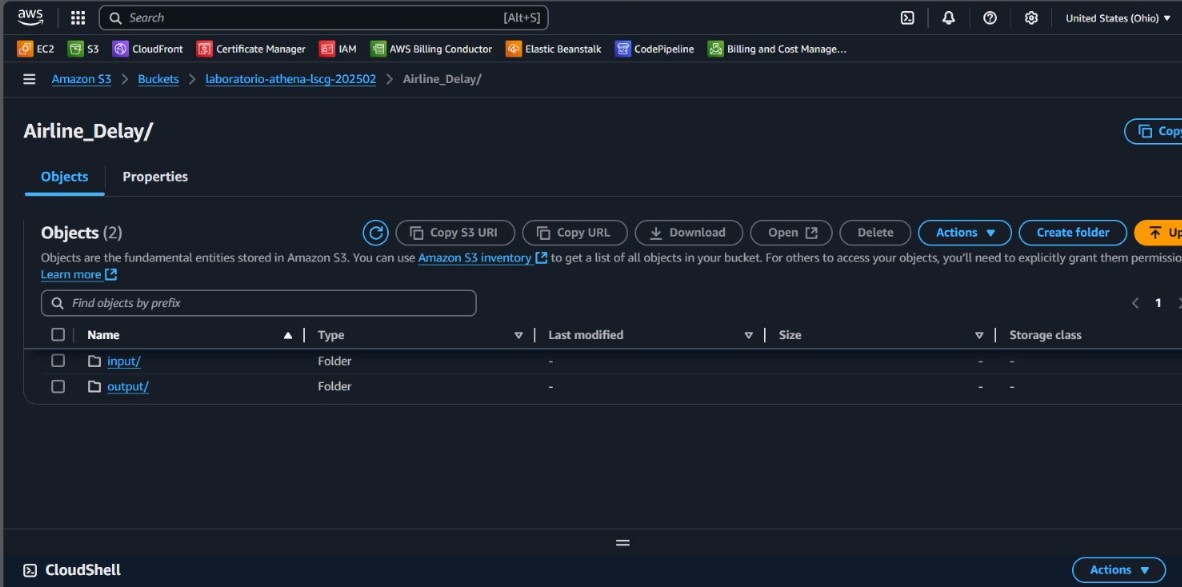 aws Search [Alt+S] United States (Ohio)
EC2 S3 CloudFront Certificate Manager IAM AWS Billing Conductor Elastic Beanstalk CodePipeline Billing and Cost Manage...
Amazon S3 > Buckets > laboratorio-athena-lscg-202502 > Airline_Delay/
Airline_Delay/
Copy
Objects Properties
Objects (2) Copy S3 URI Copy URL Download Open Delete Actions Create folder Up
Objects are the fundamental entities stored in Amazon S3. You can use Amazon S3 inventory to get a list of all objects in your bucket. For others to access your objects, you'll need to explicitly grant them permissio
Learn more
Find objects by prefix
1
Name Type Last modified Size Storage class
input/ Folder - - -
output/ Folder - - -
CloudShell Actions